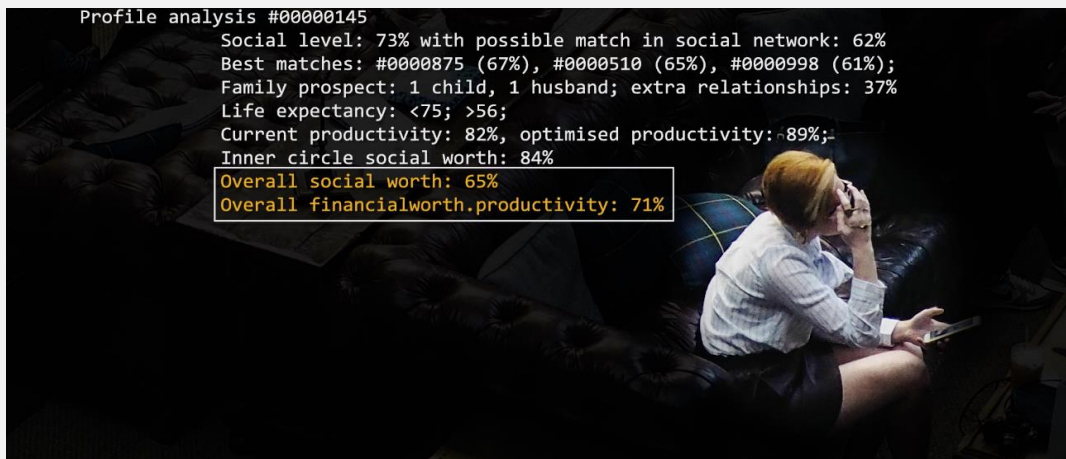 Profile analysis #00000145
Social level: 73% with possible match in social network: 62%
Best matches: #0000875 (67%), #0000510 (65%), #0000998 (61%);
Family prospect: 1 child, 1 husband; extra relationships: 37%
Life expectancy: <75; >56;
Current productivity: 82%, optimised productivity: 89%;
Inner circle social worth: 84%
Overall social worth: 65%
Overall financialworth.productivity: 71%